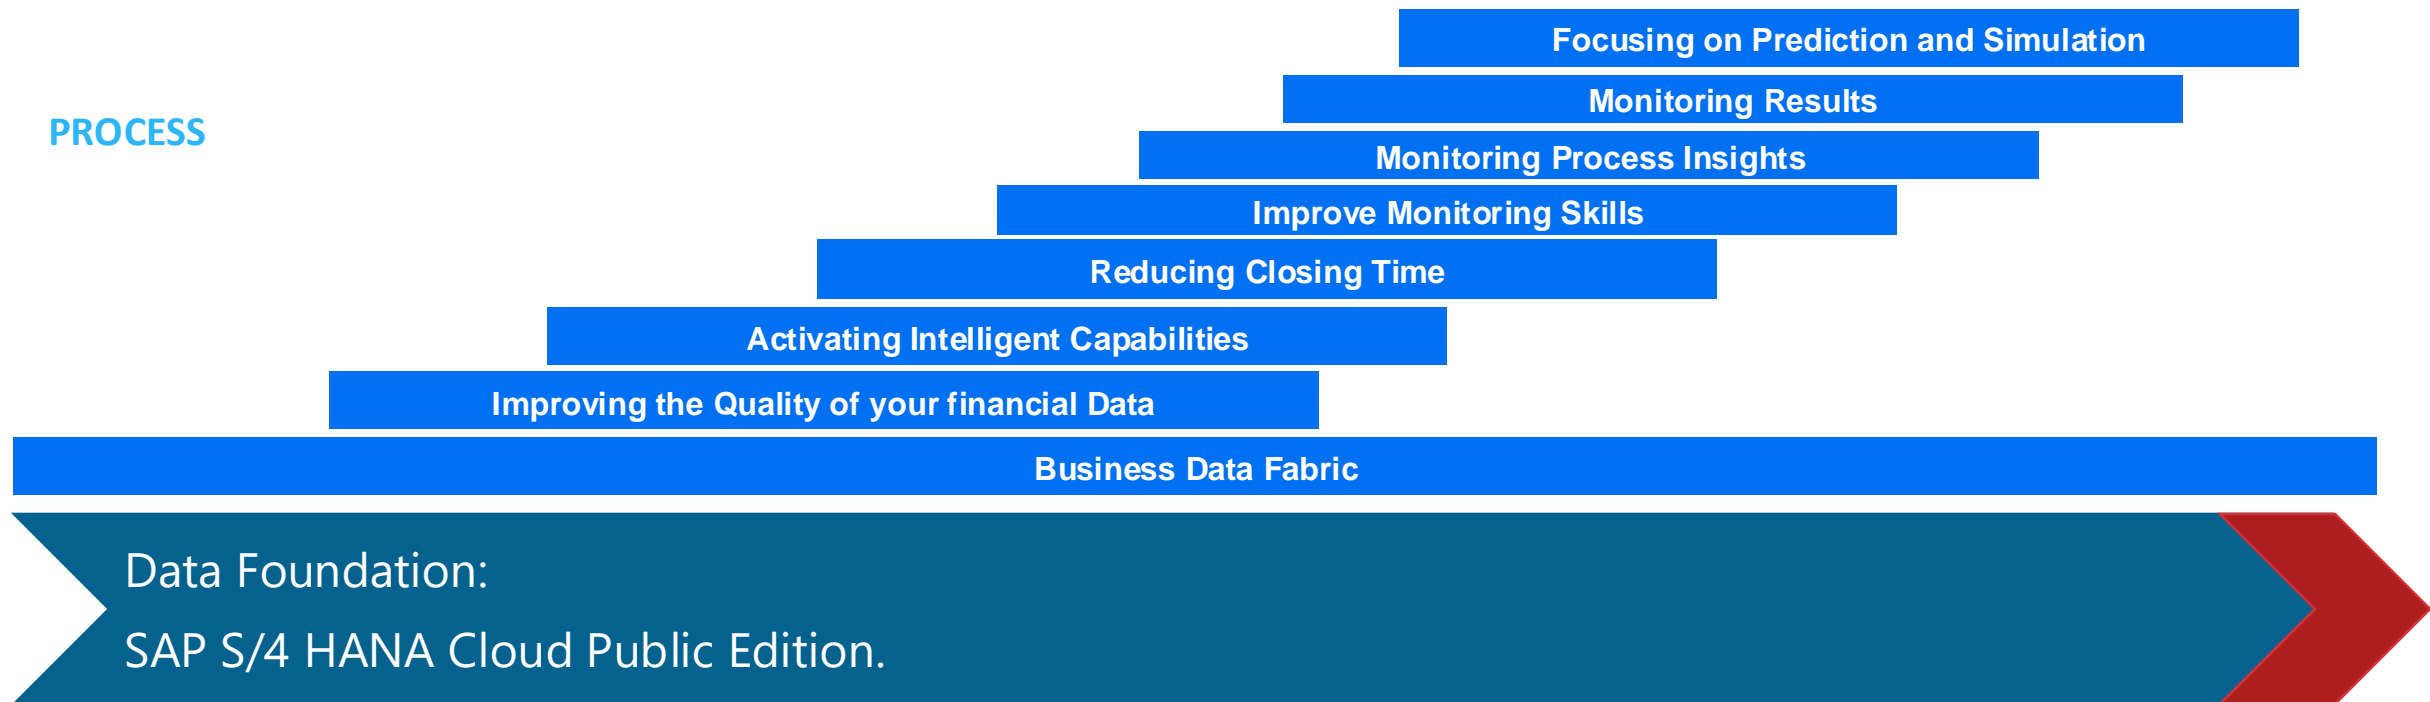 Focusing on Prediction and Simulation
Monitoring Results
PROCESS
Monitoring Process Insights
Improve Monitoring Skills
Reducing Closing Time
Activating Intelligent Capabilities
Improving the Quality of your financial Data
Business Data Fabric
Data Foundation:
SAP S/4 HANA Cloud Public Edition.